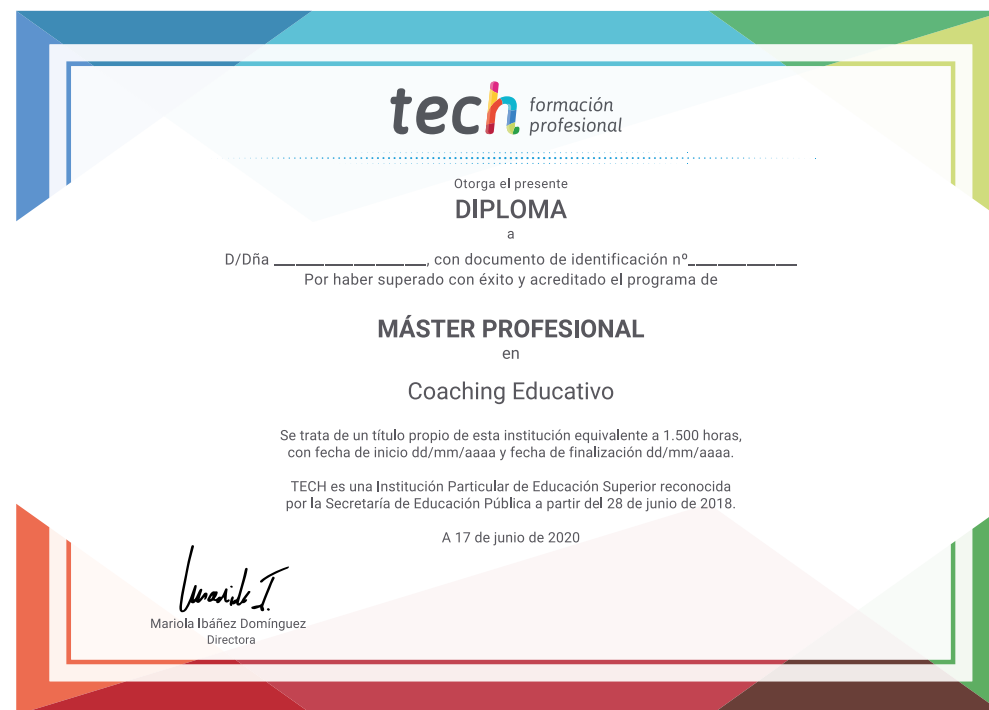 tech formación
profesional
Otorga el presente
DIPLOMA
a
D/Dña ______________, con documento de identificación nº__________
Por haber superado con éxito y acreditado el programa de
MÁSTER PROFESIONAL
en
Coaching Educativo
Se trata de un título propio de esta institución equivalente a 1.500 horas,
con fecha de inicio dd/mm/aaaa y fecha de finalización dd/mm/aaaa.
TECH es una Institución Particular de Educación Superior reconocida
por la Secretaría de Educación Pública a partir del 28 de junio de 2018.
A 17 de junio de 2020
Mariola Ibáñez Domínguez
Directora